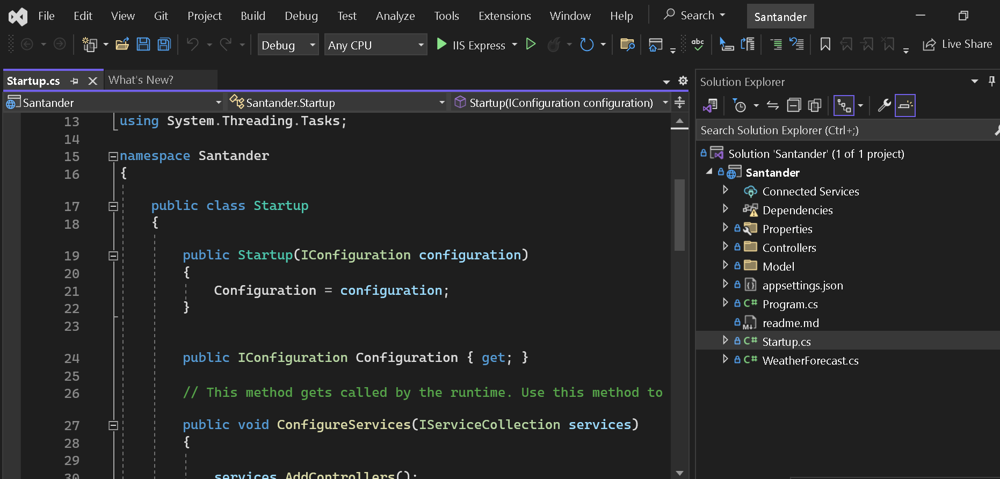 File Edit View Git Project Build Debug Test Analyze Tools Extensions Window Help Search Santander
Debug Any CPU IIS Express abc Live Share
Startup.cs What's New?
Santander Santander.Startup Startup(IConfiguration configuration)
13 using System.Threading.Tasks;
14
15 namespace Santander
16 {
17 public class Startup
18 {
19 public Startup(IConfiguration configuration)
20 {
21 Configuration = configuration;
22 }
23
24 public IConfiguration Configuration { get; }
25
26 // This method gets called by the runtime. Use this method to
27 public void ConfigureServices(IServiceCollection services)
28 {
29
30 services.AddControllers();
Solution Explorer
Search Solution Explorer (Ctrl+;)
Solution 'Santander' (1 of 1 project)
Santander
Connected Services
Dependencies
Properties
Controllers
Model
{} appsettings.json
C# Program.cs
M↓ readme.md
C# Startup.cs
C# WeatherForecast.cs